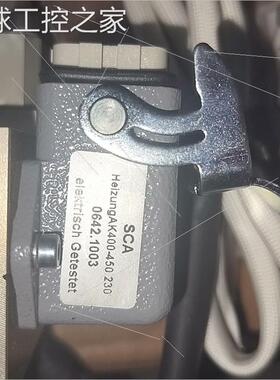 球工控之家
SCA
HeizungAK400-450 230
0642.1003
elektrisch Getestet